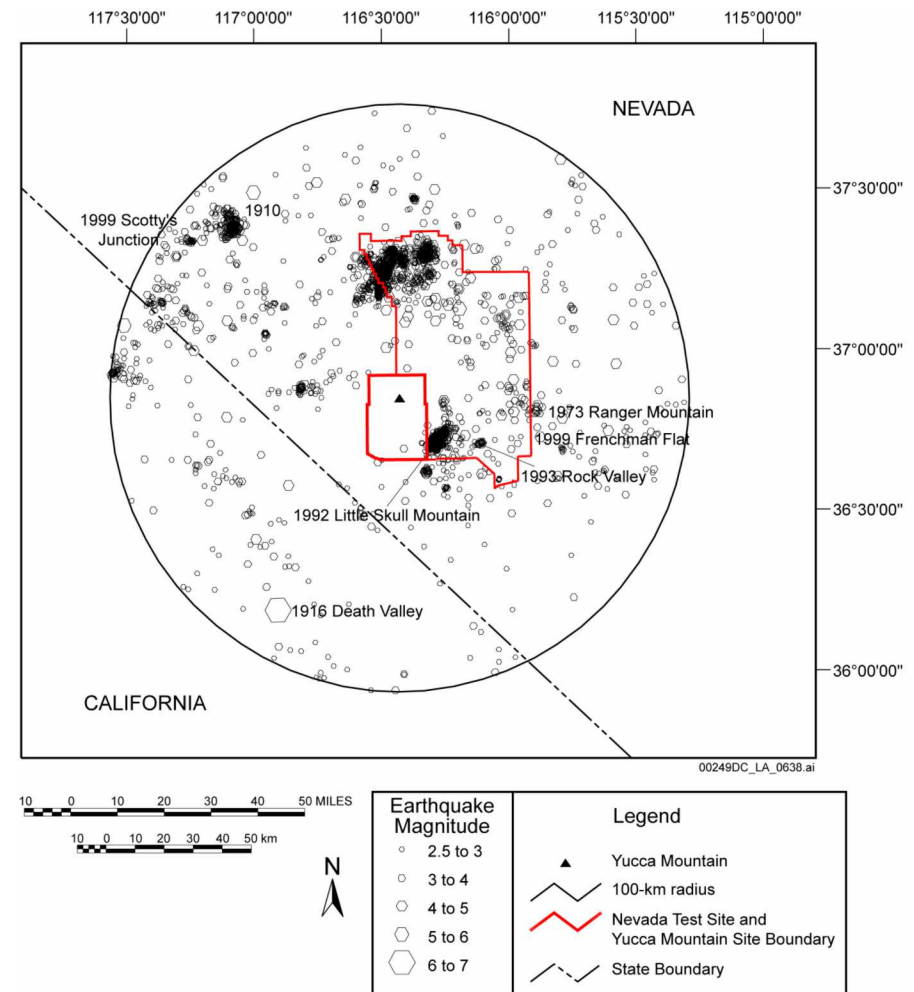 117°30'00" 117°00'00" 116°30'00" 116°00'00" 115°30'00" 115°00'00"
NEVADA
37°30'00"
1910
1999 Scotty's
Junction
37°00'00"
1973 Ranger Mountain
1999 Frenchman Flat
1993 Rock Valley
36°30'00"
1992 Little Skull Mountain
1916 Death Valley
36°00'00"
CALIFORNIA
00249DC_LA_0638.ai
10 0 10 20 30 40 50 MILES
10 0 10 20 30 40 50 km
N
Earthquake
Magnitude
2.5 to 3
3 to 4
4 to 5
5 to 6
6 to 7
Legend
Yucca Mountain
100-km radius
Nevada Test Site and
Yucca Mountain Site Boundary
State Boundary